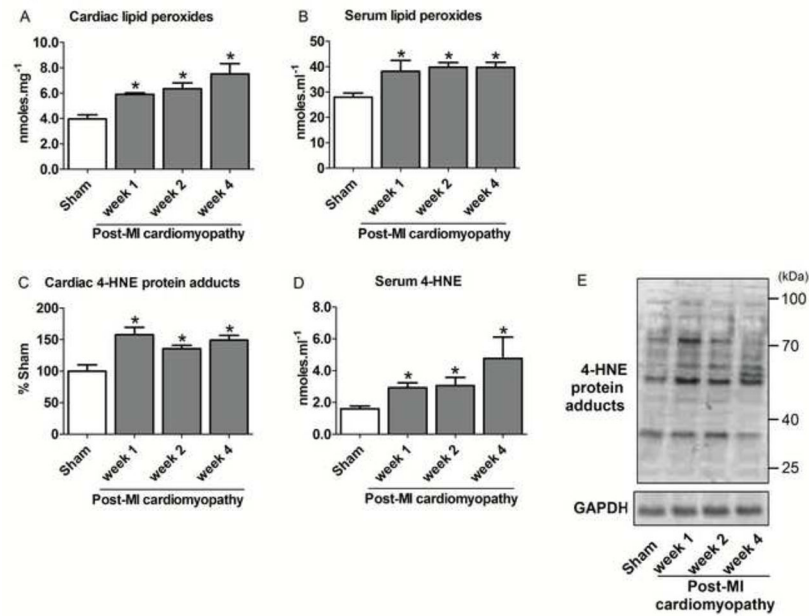 A Cardiac lipid peroxides
nmoles.mg-1
10.0
8.0
6.0
4.0
2.0
0.0
* * *
Sham week 1 week 2 week 4
Post-MI cardiomyopathy
B Serum lipid peroxides
nmoles.ml-1
50
40
30
20
10
0
* * *
Sham week 1 week 2 week 4
Post-MI cardiomyopathy
C Cardiac 4-HNE protein adducts
% Sham
200
150
100
50
0
* * *
Sham week 1 week 2 week 4
Post-MI cardiomyopathy
D Serum 4-HNE
nmoles.ml-1
8.0
6.0
4.0
2.0
0.0
* * *
Sham week 1 week 2 week 4
Post-MI cardiomyopathy
E
(kDa)
100
70
40
25
4-HNE
protein
adducts
GAPDH
Sham week 1 week 2 week 4
Post-MI
cardiomyopathy